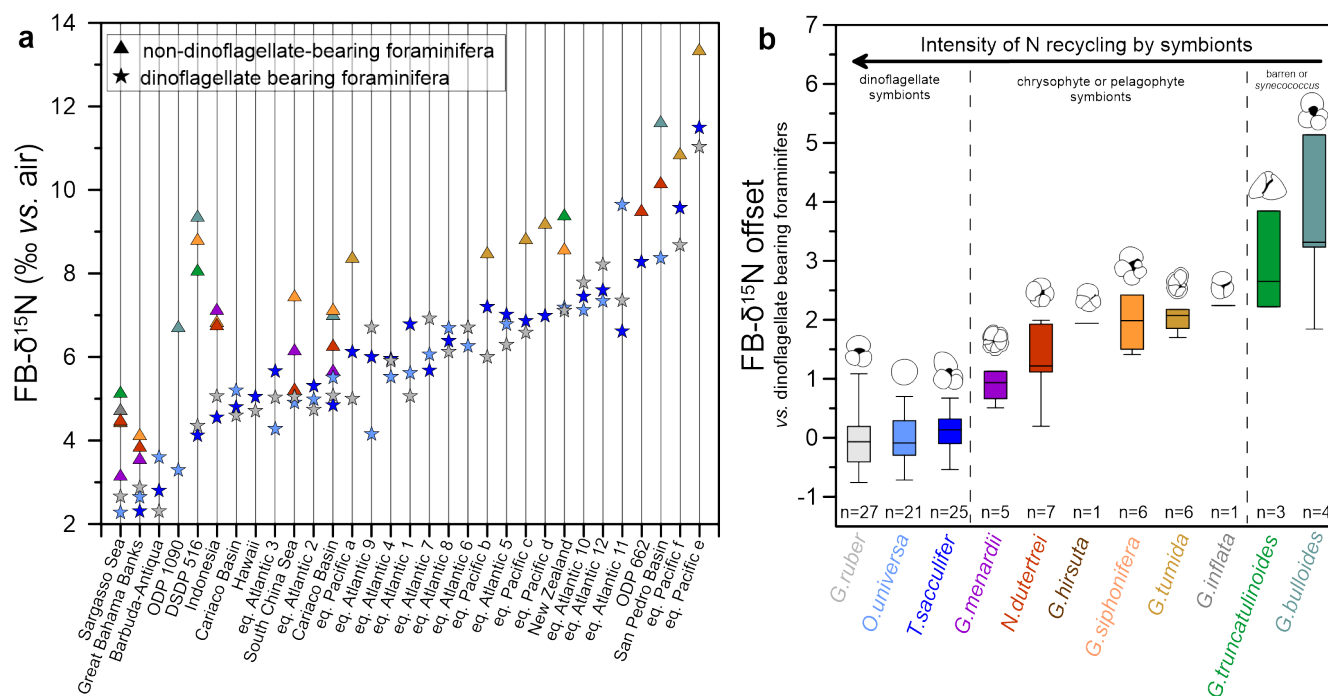 a
non-dinoflagellate-bearing foraminifera
dinoflagellate bearing foraminifera
FB-δ¹⁵N (‰ vs. air)
14
12
10
8
6
4
2
Sargasso Sea
Great Bahama Banks
Barbuda-Antiqua
ODP 1090
DSDP 516
Indonesia
Cariaco Basin
Hawaii
eq. Atlantic 3
South China Sea
eq. Atlantic 2
Cariaco Basin
eq. Pacific a
eq. Atlantic 9
eq. Atlantic 4
eq. Atlantic 1
eq. Atlantic 7
eq. Atlantic 8
eq. Atlantic 6
eq. Pacific b
eq. Atlantic 5
eq. Pacific c
eq. Pacific d
New Zealand
eq. Atlantic 10
eq. Atlantic 12
eq. Atlantic 11
ODP 662
San Pedro Basin
eq. Pacific f
eq. Pacific e
b
Intensity of N recycling by symbionts
dinoflagellate
symbionts
chrysophyte or pelagophyte
symbionts
barren or
synecococcus
FB-δ¹⁵N offset
vs. dinoflagellate bearing foraminifers
7
6
5
4
3
2
1
0
-1
n=27 n=21 n=25 n=5 n=7 n=1 n=6 n=6 n=1 n=3 n=4
G.ruber
O.universa
T.sacculifer
G.menardii
N.dutertrei
G.hirsuta
G.siphonifera
G.tumida
G.inflata
G.truncatulinoides
G.bulloides